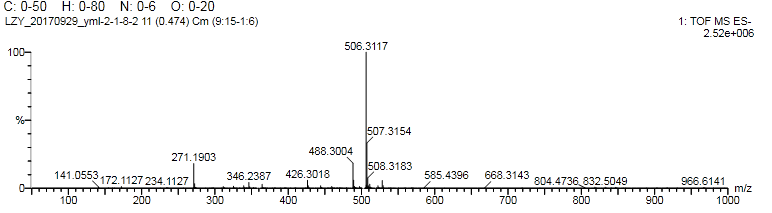 C: 0-50 H: 0-80 N: 0-6 O: 0-20
LZY_20170929_yml-2-1-8-2 11 (0.474) Cm (9:15-1:6)
1: TOF MS ES-
2.52e+006
506.3117
100
507.3154
%
271.1903
488.3004
508.3183
141.0553 172.1127 234.1127 346.2387 426.3018 585.4396 668.3143 804.4736 832.5049 966.6141
0
m/z
100 200 300 400 500 600 700 800 900 1000